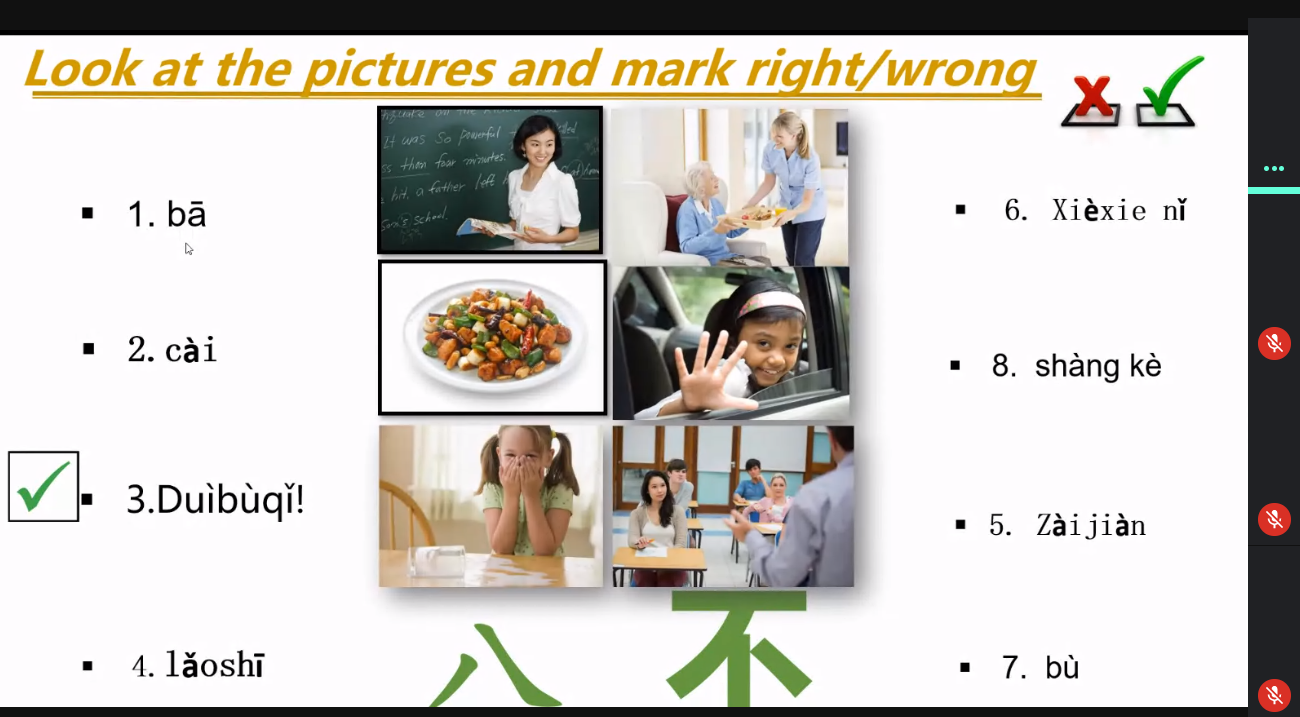 Look at the pictures and mark right/wrong
1. bā
2. cài
3.Duìbùqǐ!
4. lǎoshī
It was so powerful
less then four minutes.
hit. a father left
school.
八
不
6. Xièxie nǐ
8. shàng kè
5. Zàijiàn
7. bù